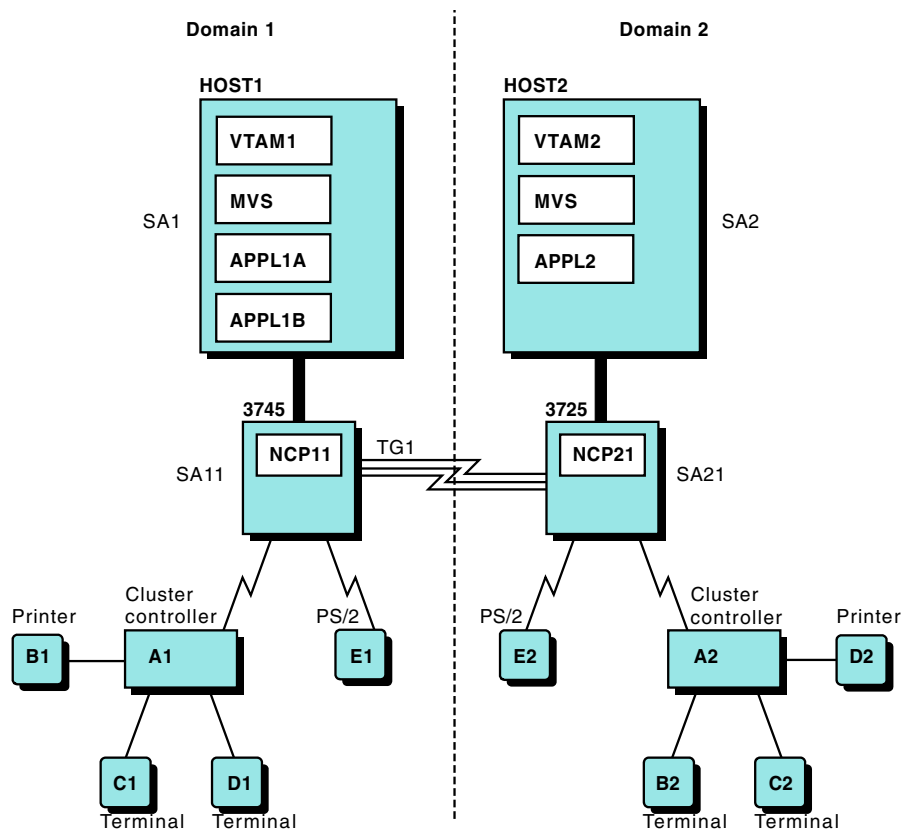 Domain 1
Domain 2
HOST1
HOST2
VTAM1
VTAM2
MVS
MVS
SA1
SA2
APPL1A
APPL2
APPL1B
3745
3725
NCP11
TG1
NCP21
SA11
SA21
Cluster
controller
Printer
PS/2
PS/2
Cluster
controller
Printer
B1
A1
E1
E2
A2
D2
C1
D1
B2
C2
Terminal
Terminal
Terminal
Terminal